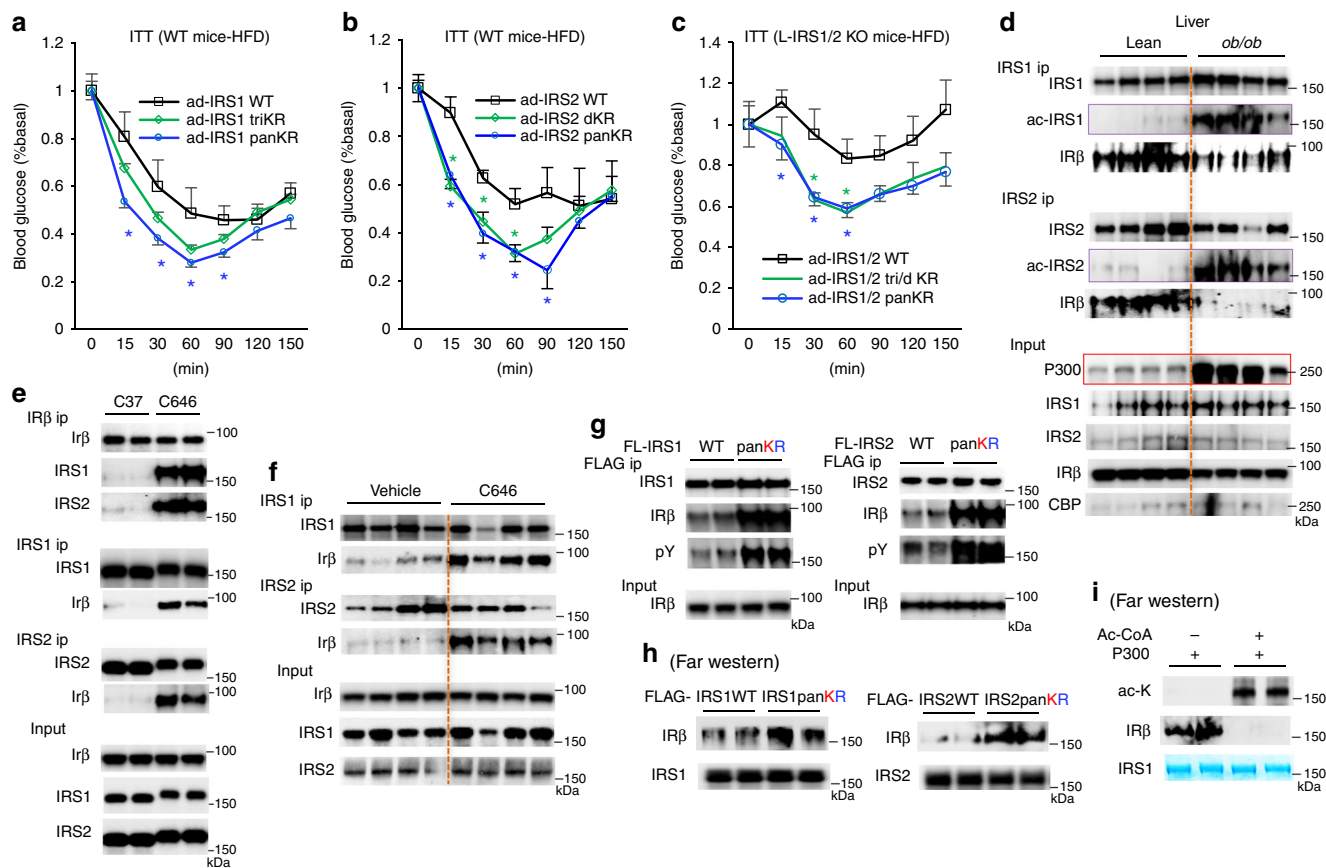 a
ITT (WT mice-HFD)
Blood glucose (%basal)
1.2
1
0.8
0.6
0.4
0.2
0
ad-IRS1 WT
ad-IRS1 triKR
ad-IRS1 panKR
* * * *
0 15 30 60 90 120 150
(min)
b
ITT (WT mice-HFD)
Blood glucose (%basal)
1.2
1
0.8
0.6
0.4
0.2
0
ad-IRS2 WT
ad-IRS2 dKR
ad-IRS2 panKR
* * *
* * * *
0 15 30 60 90 120 150
(min)
c
ITT (L-IRS1/2 KO mice-HFD)
Blood glucose (%basal)
1.4
1.2
1
0.8
0.6
0.4
0.2
0
* *
* * *
ad-IRS1/2 WT
ad-IRS1/2 tri/d KR
ad-IRS1/2 panKR
0 15 30 60 90 120 150
(min)
d
Liver
Lean ob/ob
IRS1 ip
IRS1 150
ac-IRS1 150
IRβ 100
IRS2 ip
IRS2 150
ac-IRS2 150
IRβ 100
Input
P300 250
IRS1 150
IRS2 150
IRβ 100
CBP 250
kDa
e
C37 C646
IRβ ip
Irβ 100
IRS1 150
IRS2 150
IRS1 ip
IRS1 150
Irβ 100
IRS2 ip
IRS2 150
Irβ 100
Input
Irβ 100
IRS1 150
IRS2 150
kDa
f
Vehicle C646
IRS1 ip
IRS1 150
Irβ 100
IRS2 ip
IRS2 150
Irβ 100
Input
Irβ 100
IRS1 150
IRS2 150
kDa
g
FL-IRS1 WT panKR
FLAG ip
IRS1 150
IRβ 100
pY 150
Input
IRβ 100
kDa
FL-IRS2 WT panKR
FLAG ip
IRS2 150
IRβ 100
pY 150
Input
IRβ 100
kDa
h (Far western)
FLAG- IRS1WT IRS1panKR
IRβ 150
IRS1 150
kDa
FLAG- IRS2WT IRS2panKR
IRβ 150
IRS2 150
kDa
i (Far western)
Ac-CoA – +
P300 + +
ac-K 150
IRβ 150
IRS1 150
kDa